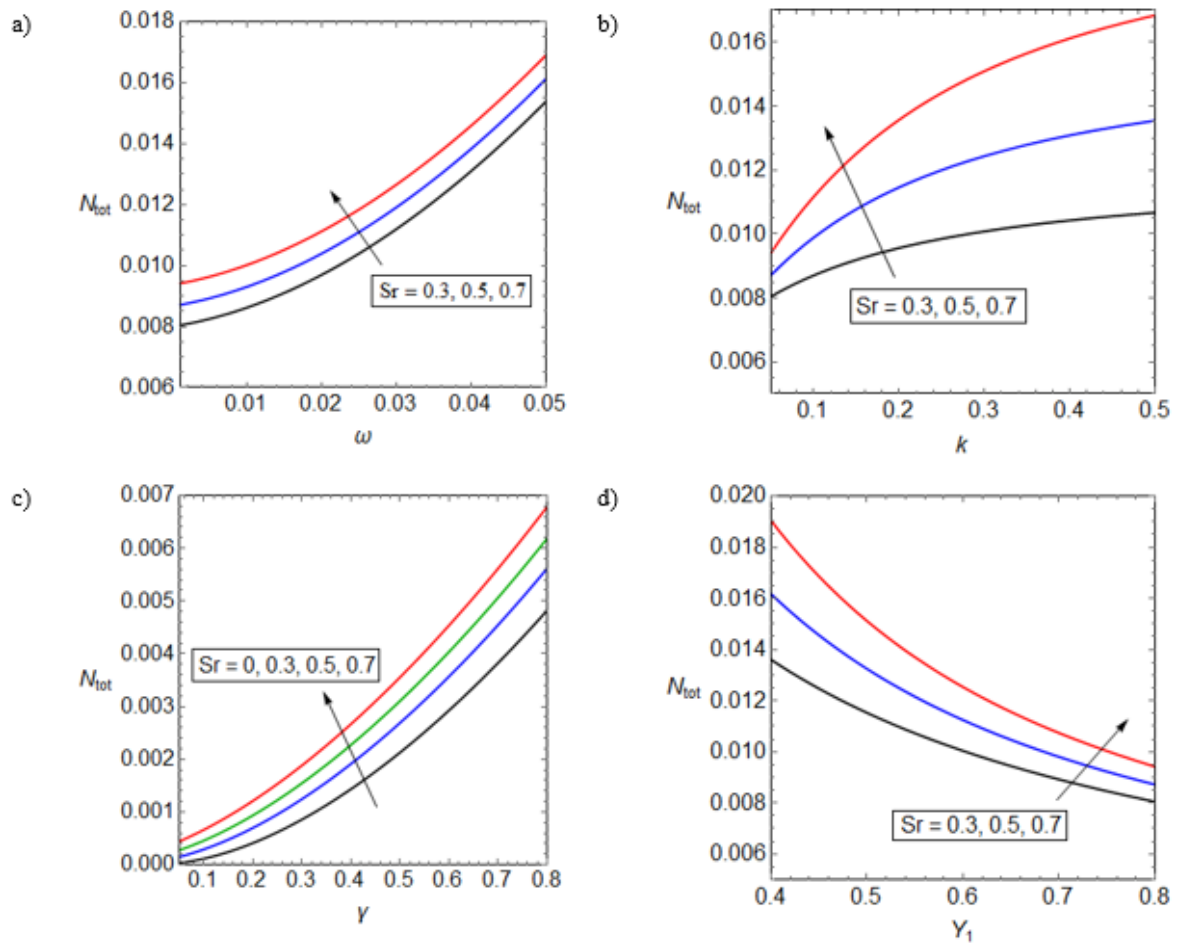 a)
0.018
0.016
0.014
0.012
0.010
0.008
0.006
Ntot
Sr = 0.3, 0.5, 0.7
0.01 0.02 0.03 0.04 0.05
ω
b)
0.016
0.014
0.012
0.010
0.008
0.006
Ntot
Sr = 0.3, 0.5, 0.7
0.1 0.2 0.3 0.4 0.5
k
c)
0.007
0.006
0.005
0.004
0.003
0.002
0.001
0.000
Ntot
Sr = 0, 0.3, 0.5, 0.7
0.1 0.2 0.3 0.4 0.5 0.6 0.7 0.8
γ
d)
0.020
0.018
0.016
0.014
0.012
0.010
0.008
0.006
Ntot
Sr = 0.3, 0.5, 0.7
0.4 0.5 0.6 0.7 0.8
Y1